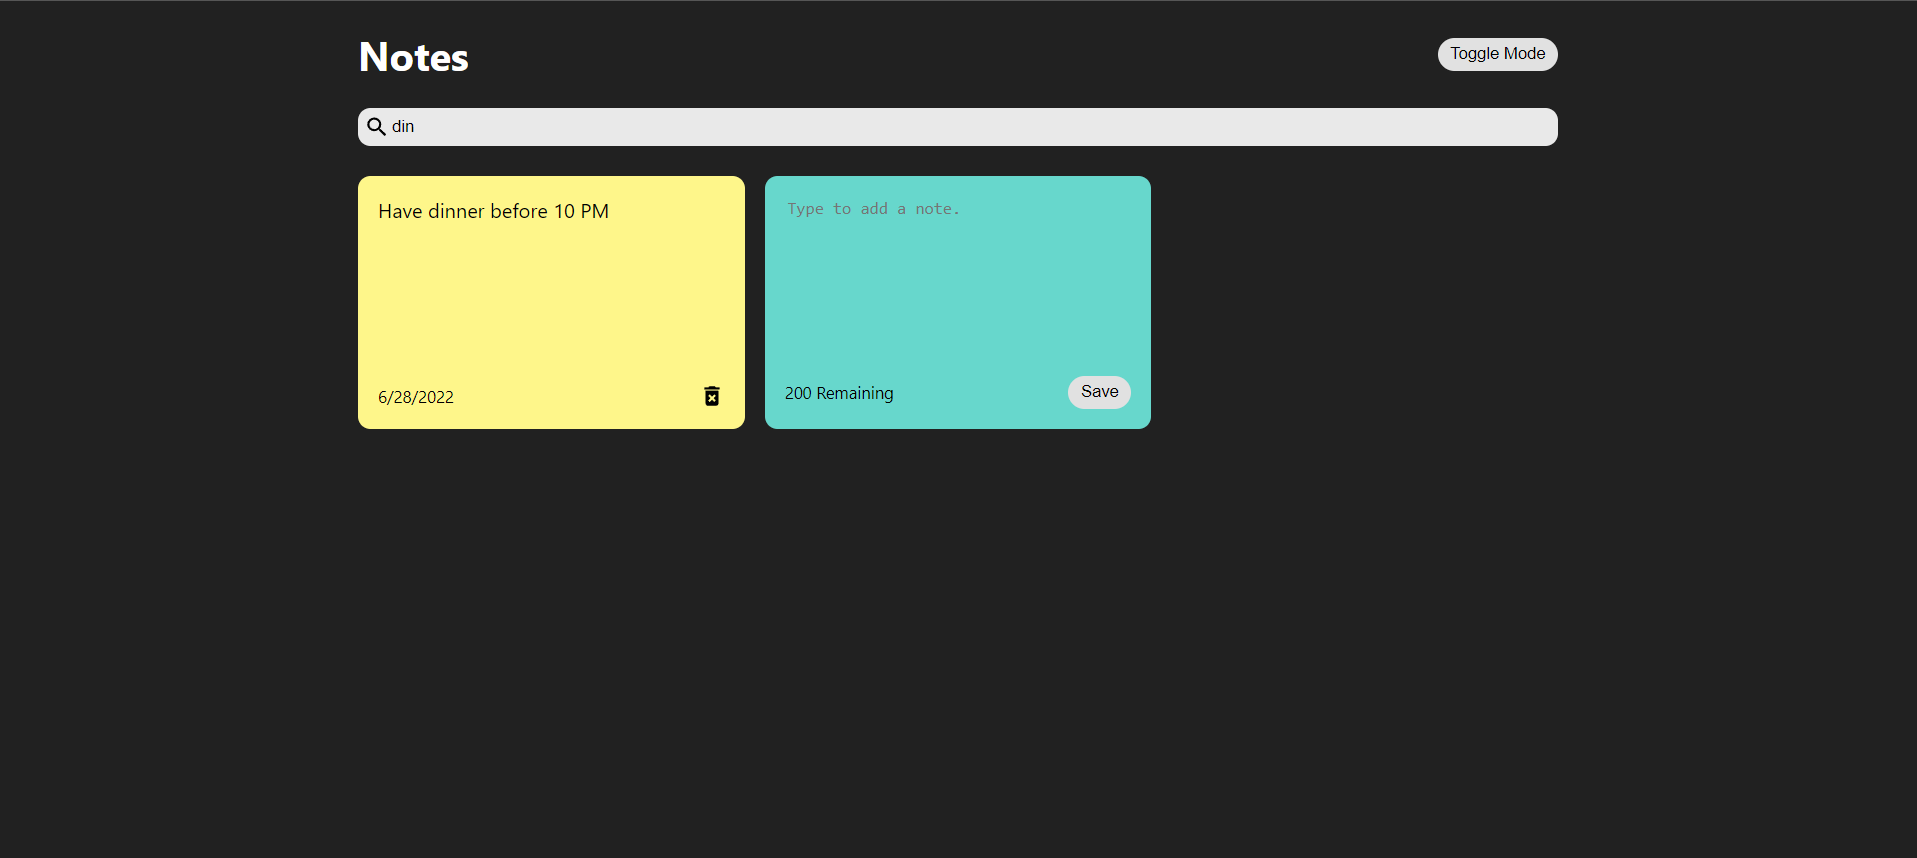 Notes
Toggle Mode
din
Have dinner before 10 PM
6/28/2022
Type to add a note.
200 Remaining
Save